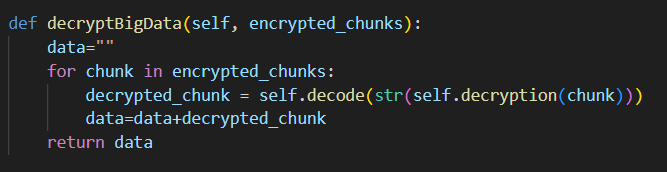 def decryptBigData(self, encrypted_chunks):
    data=""
    for chunk in encrypted_chunks:
        decrypted_chunk = self.decode(str(self.decryption(chunk)))
        data=data+decrypted_chunk
    return data